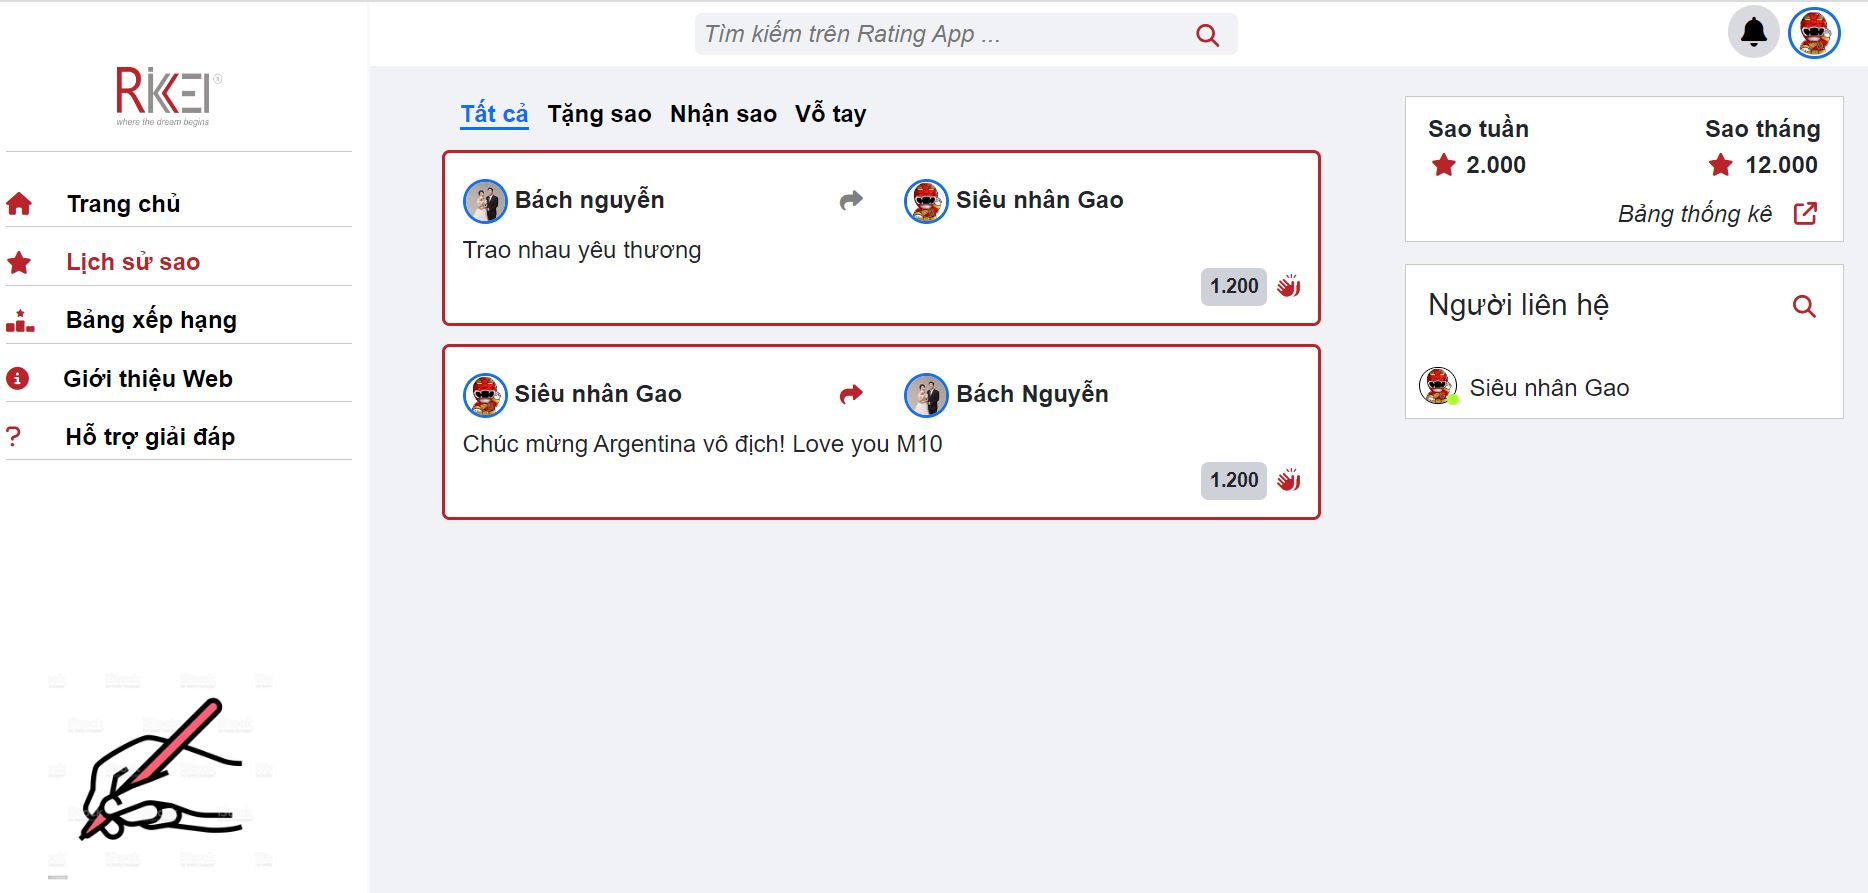 Tìm kiếm trên Rating App ...
RIKKEI®
where the dream begins
Trang chủ
Lịch sử sao
Bảng xếp hạng
Giới thiệu Web
Hỗ trợ giải đáp
Tất cả Tặng sao Nhận sao Vỗ tay
Bách nguyễn Siêu nhân Gao
Trao nhau yêu thương
1.200
Siêu nhân Gao Bách Nguyễn
Chúc mừng Argentina vô địch! Love you M10
1.200
Sao tuần Sao tháng
2.000 12.000
Bảng thống kê
Người liên hệ
Siêu nhân Gao